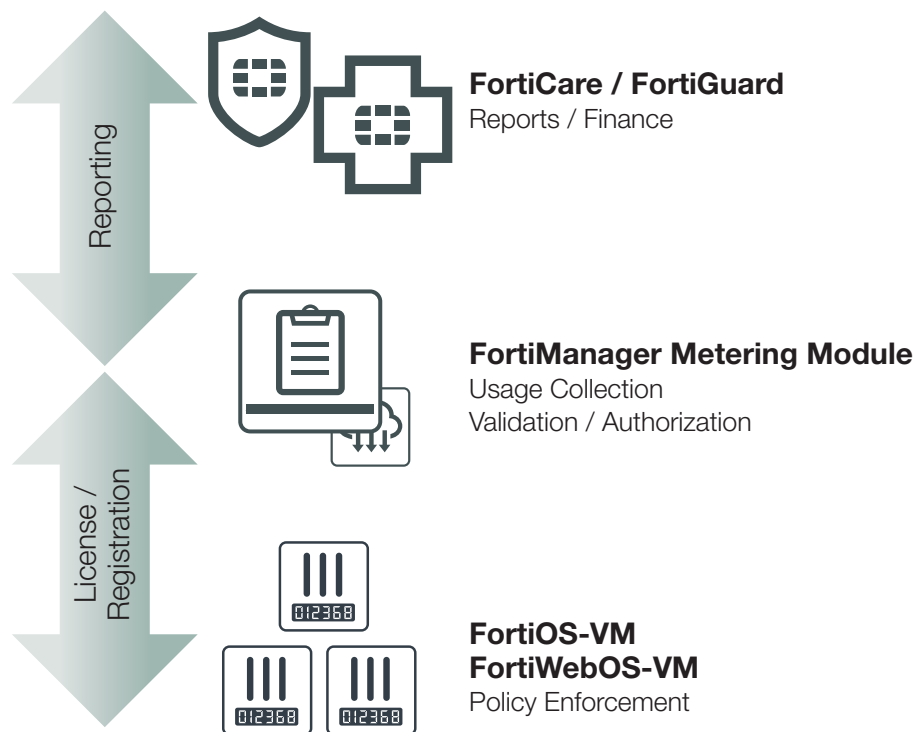 FortiCare / FortiGuard
Reports / Finance
Reporting
FortiManager Metering Module
Usage Collection
Validation / Authorization
License /
Registration
012368
FortiOS-VM
FortiWebOS-VM
Policy Enforcement
012368
012368